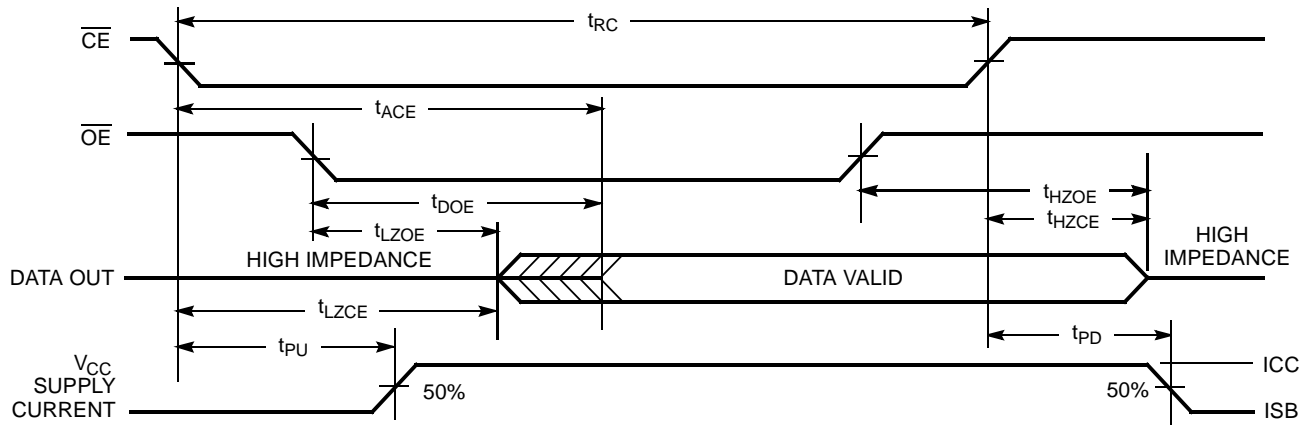 tRC
CE
tACE
OE
tDOE
tHZOE
tHZCE
tLZOE
HIGH IMPEDANCE
HIGH
IMPEDANCE
DATA OUT
DATA VALID
tLZCE
tPU
tPD
VCC
SUPPLY
CURRENT
50%
50%
ICC
ISB